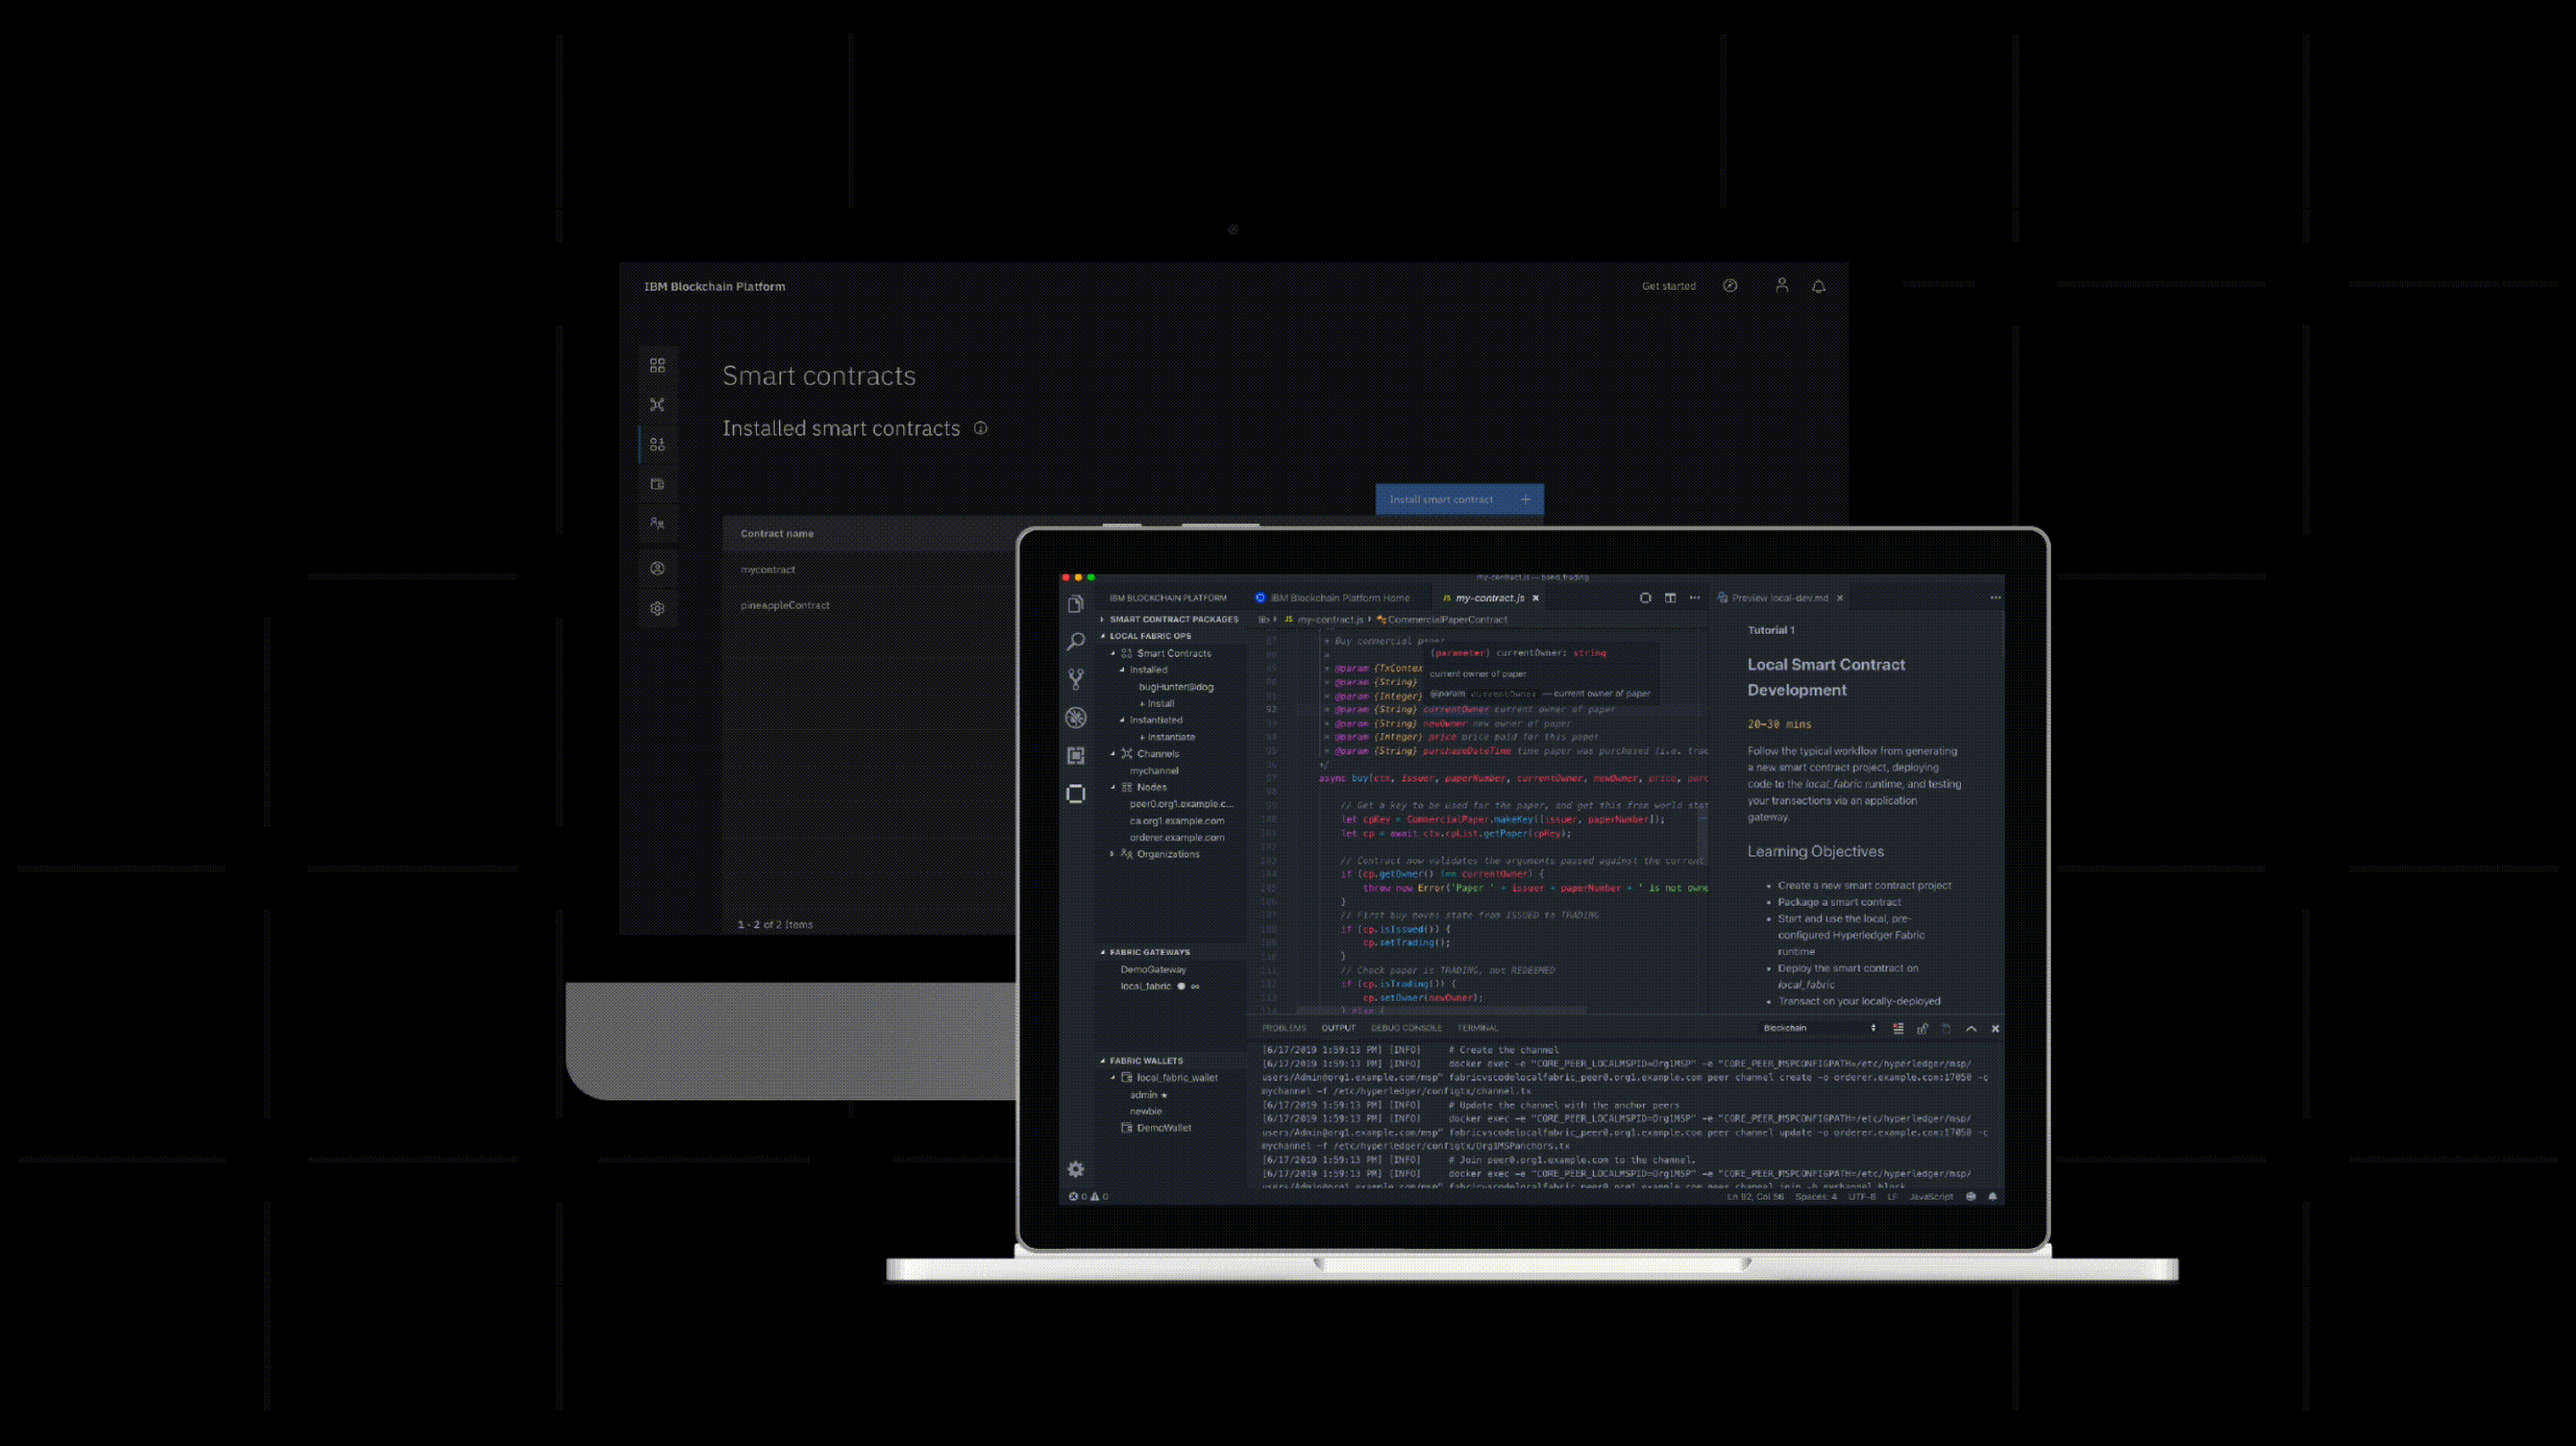 IBM Blockchain Platform
Get started
Smart contracts
Installed smart contracts
Install smart contract +
Contract name
mycontract
pineappleContract
1 - 2 of 2 Items
my-contract.js — bond_trading
IBM BLOCKCHAIN PLATFORM
SMART CONTRACT PACKAGES
LOCAL FABRIC OPS
Smart Contracts
Installed
bugHunter@dog
+ Install
Instantiated
+ Instantiate
Channels
mychannel
Nodes
peer0.org1.example.c...
ca.org1.example.com
orderer.example.com
Organizations
FABRIC GATEWAYS
DemoGateway
local_fabric
FABRIC WALLETS
local_fabric_wallet
admin ★
newbie
DemoWallet
IBM Blockchain Platform Home
JS my-contract.js ×
lib › JS my-contract.js › CommercialPaperContract
* Buy commercial paper
*
* @param {TxContex
* @param {String}
* @param {Integer}
(parameter) currentOwner: string
current owner of paper
@param currentOwner — current owner of paper
92 * @param {String} currentOwner current owner of paper
* @param {String} newOwner new owner of paper
* @param {Integer} price price paid for this paper
* @param {String} purchaseDateTime time paper was purchased (i.e. trad
*/
async buy(ctx, issuer, paperNumber, currentOwner, newOwner, price, purc
// Get a key to be used for the paper, and get this from world stat
let cpKey = CommercialPaper.makeKey([issuer, paperNumber]);
let cp = await ctx.cpList.getPaper(cpKey);
// Contract now validates the arguments passed against the current
if (cp.getOwner() !== currentOwner) {
throw new Error('Paper ' + issuer + paperNumber + ' is not owne
}
// First buy moves state from ISSUED to TRADING
if (cp.isIssued()) {
cp.setTrading();
}
// Check paper is TRADING, not REDEEMED
if (cp.isTrading()) {
cp.setOwner(newOwner);
} else {
Preview local-dev.md ×
Tutorial 1
Local Smart Contract
Development
20-30 mins
Follow the typical workflow from generating
a new smart contract project, deploying
code to the local_fabric runtime, and testing
your transactions via an application
gateway.
Learning Objectives
• Create a new smart contract project
• Package a smart contract
• Start and use the local, pre-
configured Hyperledger Fabric
runtime
• Deploy the smart contract on
local_fabric
• Transact on your locally-deployed
PROBLEMS OUTPUT DEBUG CONSOLE TERMINAL
Blockchain
[6/17/2019 1:59:13 PM] [INFO] # Create the channel
[6/17/2019 1:59:13 PM] [INFO] docker exec -e "CORE_PEER_LOCALMSPID=Org1MSP" -e "CORE_PEER_MSPCONFIGPATH=/etc/hyperledger/msp/
users/Admin@org1.example.com/msp" fabricvscodelocalfabric_peer0.org1.example.com peer channel create -o orderer.example.com:17050 -c
mychannel -f /etc/hyperledger/configtx/channel.tx
[6/17/2019 1:59:13 PM] [INFO] # Update the channel with the anchor peers
[6/17/2019 1:59:13 PM] [INFO] docker exec -e "CORE_PEER_LOCALMSPID=Org1MSP" -e "CORE_PEER_MSPCONFIGPATH=/etc/hyperledger/msp/
users/Admin@org1.example.com/msp" fabricvscodelocalfabric_peer0.org1.example.com peer channel update -o orderer.example.com:17050 -c
mychannel -f /etc/hyperledger/configtx/Org1MSPanchors.tx
[6/17/2019 1:59:13 PM] [INFO] # Join peer0.org1.example.com to the channel.
[6/17/2019 1:59:13 PM] [INFO] docker exec -e "CORE_PEER_LOCALMSPID=Org1MSP" -e "CORE_PEER_MSPCONFIGPATH=/etc/hyperledger/msp/
users/Admin@org1.example.com/msp" fabricvscodelocalfabric_peer0.org1.example.com peer channel join -b mychannel.block
0 0
Ln 92, Col 56 Spaces: 4 UTF-8 LF JavaScript